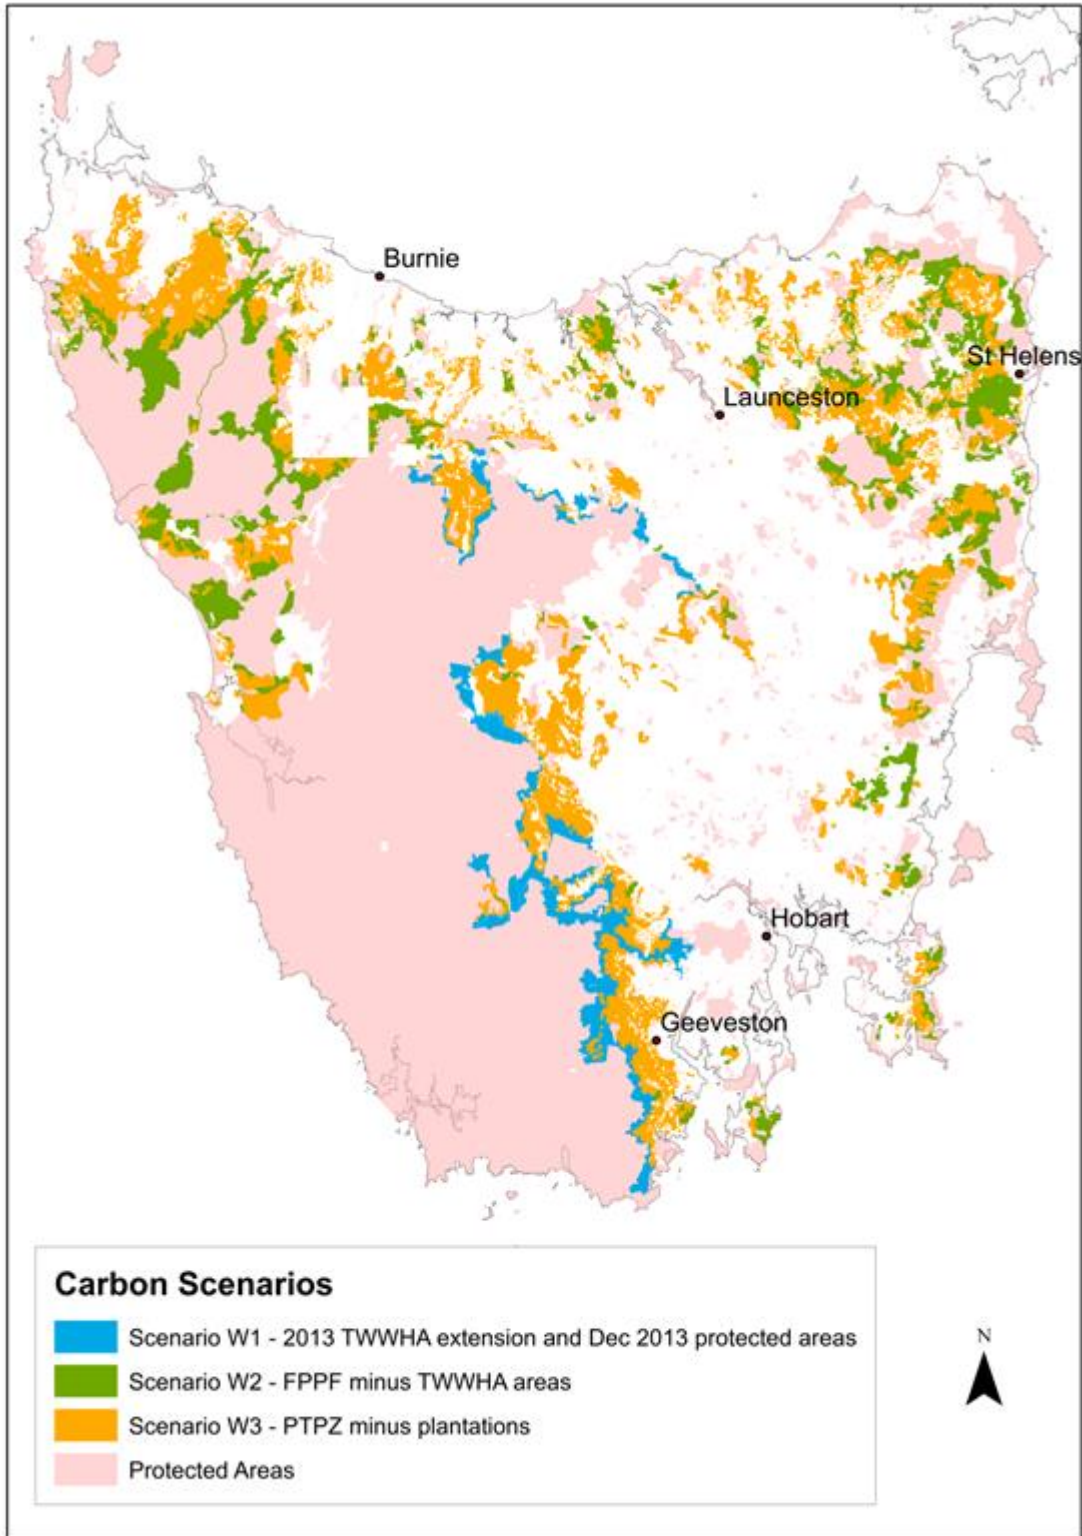 Burnie
St Helens
Launceston
Hobart
Geeveston
Carbon Scenarios
Scenario W1 - 2013 TWWHA extension and Dec 2013 protected areas
Scenario W2 - FPPF minus TWWHA areas
Scenario W3 - PTPZ minus plantations
Protected Areas
N